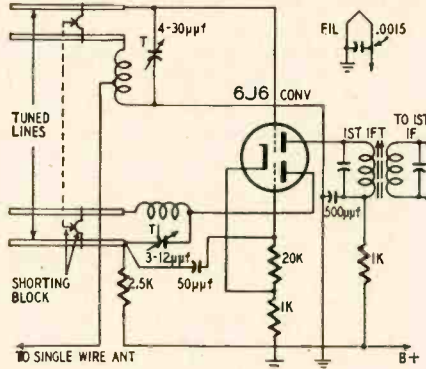 4-30µµf
T
FIL
.0015
6J6 CONV
TUNED
LINES
1ST IFT
TO 1ST
IF
500µµf
T
3-12µµf
50µµf
20K
1K
SHORTING
BLOCK
2.5K
1K
TO SINGLE WIRE ANT
B+